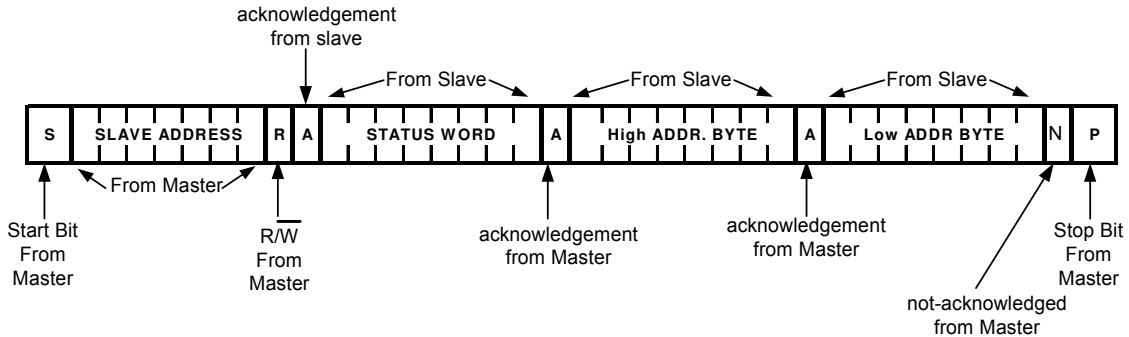 acknowledgement
from slave
From Slave
From Slave
From Slave
S
SLAVE ADDRESS
R
A
STATUS WORD
A
High ADDR. BYTE
A
Low ADDR BYTE
N
P
From Master
Start Bit
From
Master
R/W̅
From
Master
acknowledgement
from Master
acknowledgement
from Master
Stop Bit
From
Master
not-acknowledged
from Master